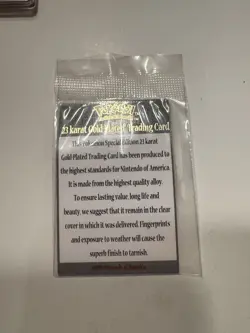 Pokémon
23 karat Gold-Plated Trading Card
This Pokémon Special Edition 23 karat
Gold-Plated Trading Card has been produced to
the highest standards for Nintendo of America.
It is made from the highest quality alloy.
To ensure lasting value, long life and
beauty, we suggest that it remain in the clear
cover in which it was delivered. Fingerprints
and exposure to weather will cause the
superb finish to tarnish.